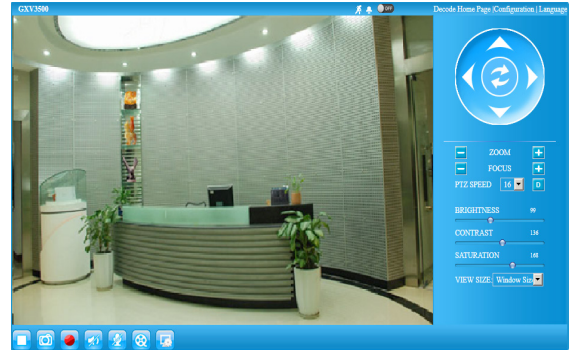 GXV3500
OFF
Decode Home Page |Configuration | Language
ZOOM
FOCUS
PTZ SPEED 16 D
BRIGHTNESS 99
CONTRAST 136
SATURATION 168
VIEW SIZE: Window Siz